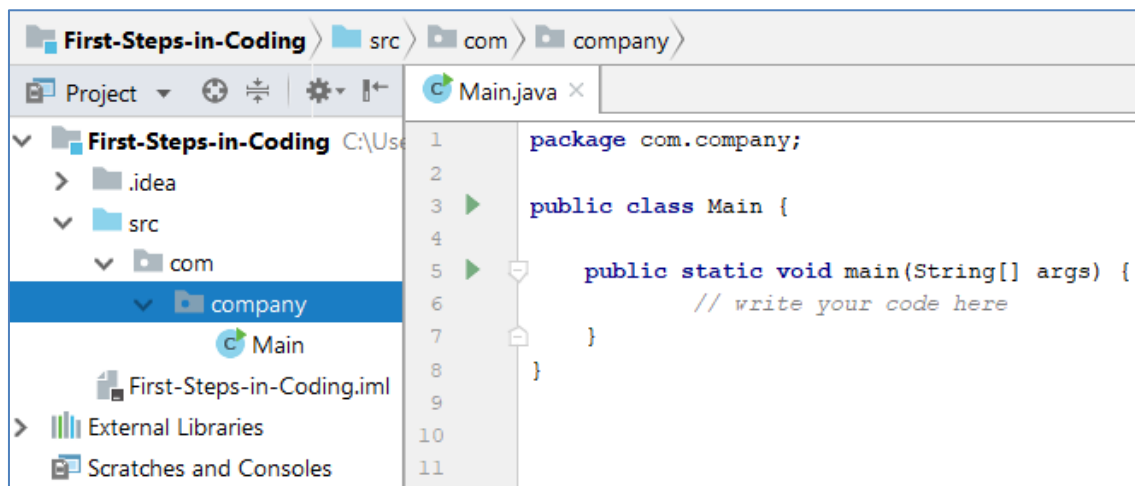 First-Steps-in-Coding src com company
Project
Main.java
First-Steps-in-Coding C:\Use
.idea
src
com
company
Main
First-Steps-in-Coding.iml
External Libraries
Scratches and Consoles
1 package com.company;
2
3 public class Main {
4
5 public static void main(String[] args) {
6 // write your code here
7 }
8 }
9
10
11